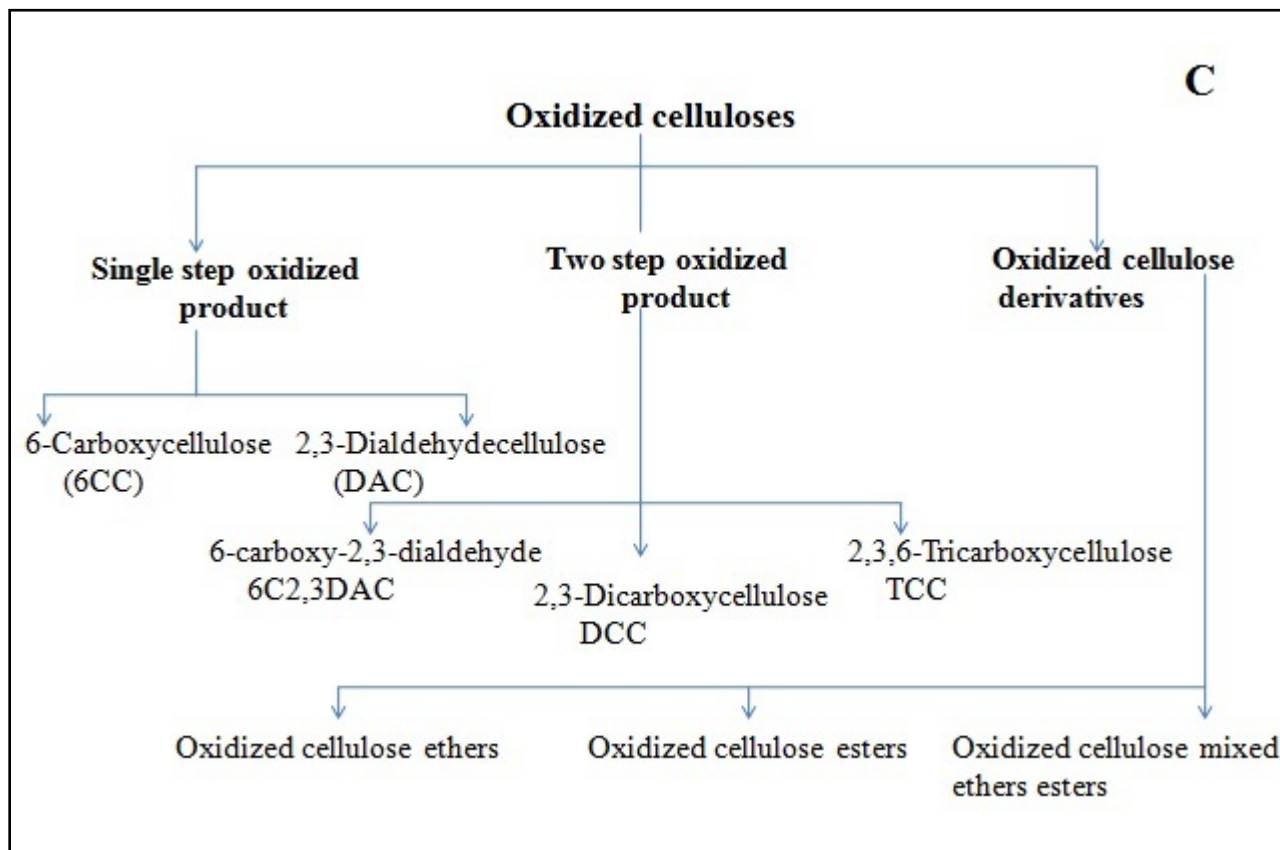 C
Oxidized celluloses
Single step oxidized
product
Two step oxidized
product
Oxidized cellulose
derivatives
6-Carboxycellulose
(6CC)
2,3-Dialdehydecellulose
(DAC)
6-carboxy-2,3-dialdehyde
6C2,3DAC
2,3-Dicarboxycellulose
DCC
2,3,6-Tricarboxycellulose
TCC
Oxidized cellulose ethers
Oxidized cellulose esters
Oxidized cellulose mixed
ethers esters